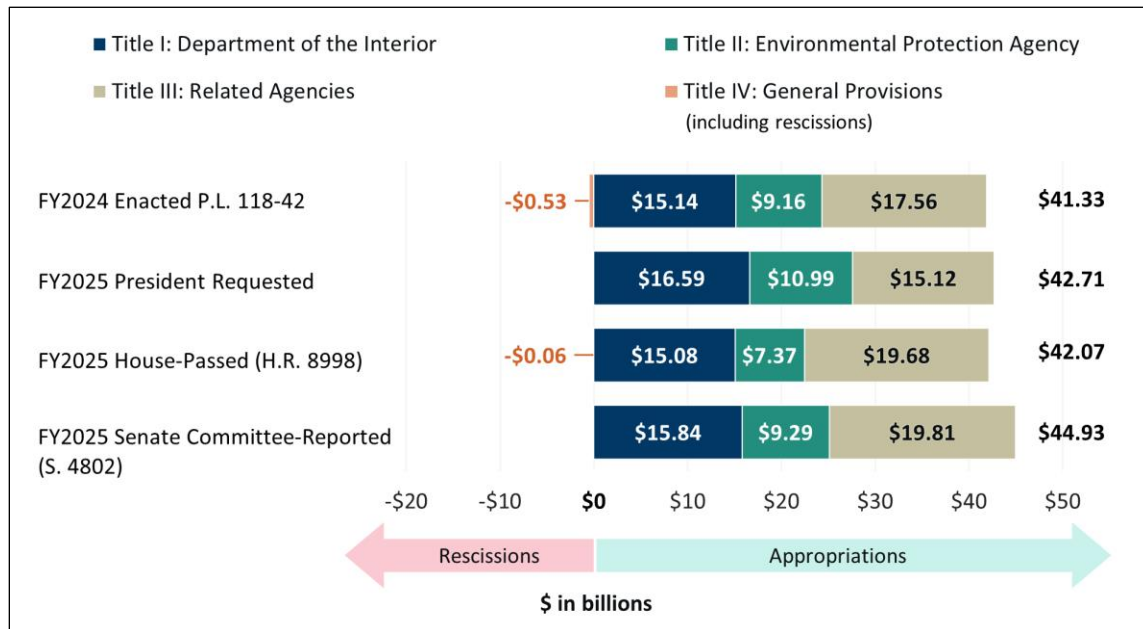 Title I: Department of the Interior
Title II: Environmental Protection Agency
Title III: Related Agencies
Title IV: General Provisions
(including rescissions)
FY2024 Enacted P.L. 118-42
-$0.53
$15.14
$9.16
$17.56
$41.33
FY2025 President Requested
$16.59
$10.99
$15.12
$42.71
FY2025 House-Passed (H.R. 8998)
-$0.06
$15.08
$7.37
$19.68
$42.07
FY2025 Senate Committee-Reported
(S. 4802)
$15.84
$9.29
$19.81
$44.93
-$20
-$10
$0
$10
$20
$30
$40
$50
Rescissions
Appropriations
$ in billions